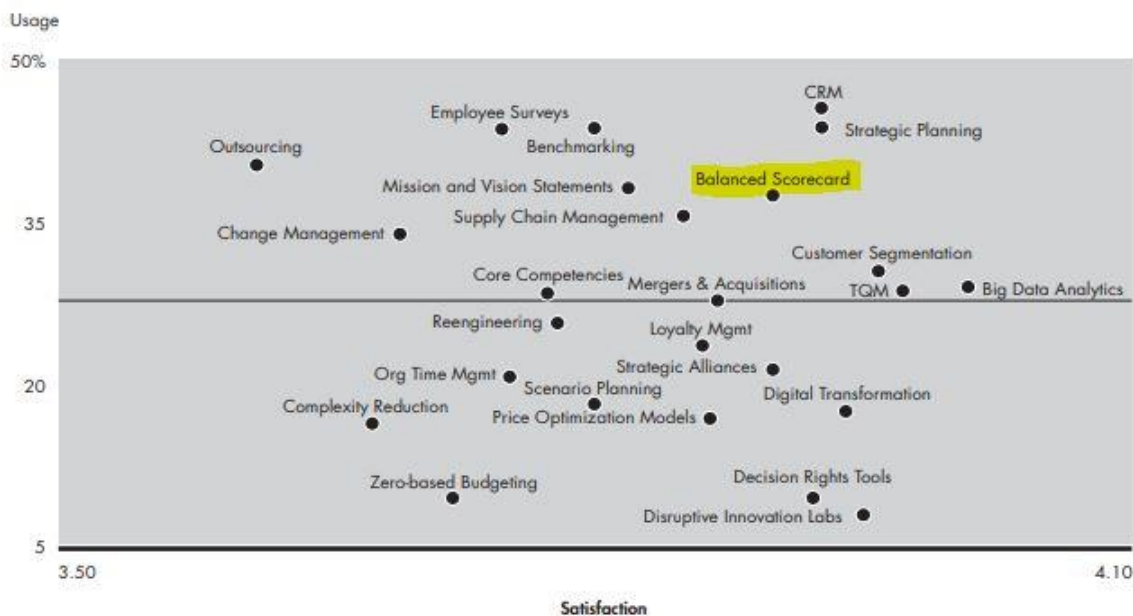 Usage
50%
CRM
Employee Surveys
Strategic Planning
Outsourcing
Benchmarking
Balanced Scorecard
Mission and Vision Statements
Supply Chain Management
35
Change Management
Customer Segmentation
Core Competencies
Mergers & Acquisitions
TQM
Big Data Analytics
Reengineering
Loyalty Mgmt
Strategic Alliances
Org Time Mgmt
20
Scenario Planning
Digital Transformation
Complexity Reduction
Price Optimization Models
Zero-based Budgeting
Decision Rights Tools
Disruptive Innovation Labs
5
3.50
4.10
Satisfaction